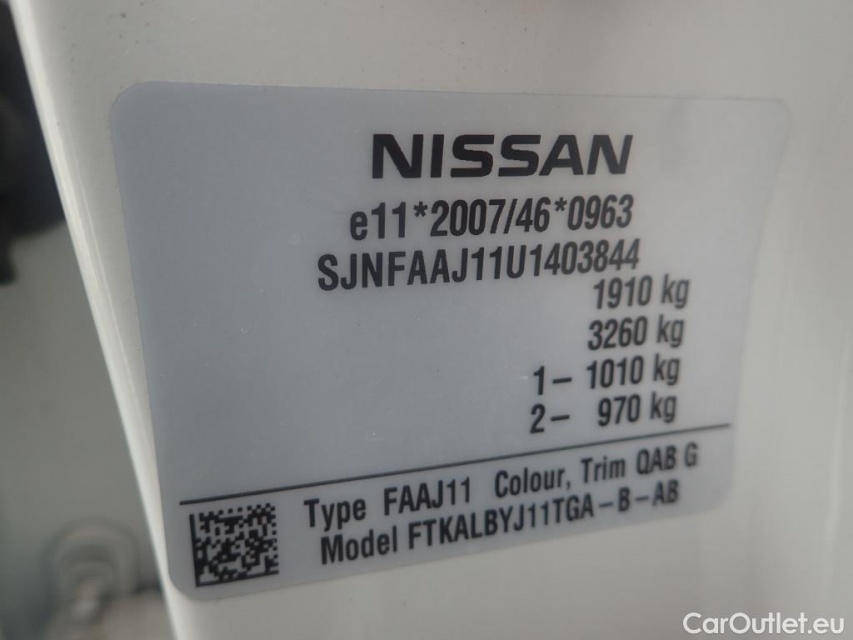 NISSAN
e11*2007/46*0963
SJNFAAJ11U1403844
1910 kg
3260 kg
1– 1010 kg
2– 970 kg
Type FAAJ11 Colour, Trim QAB G
Model FTKALBYJ11TGA–B–AB
CarOutlet.eu